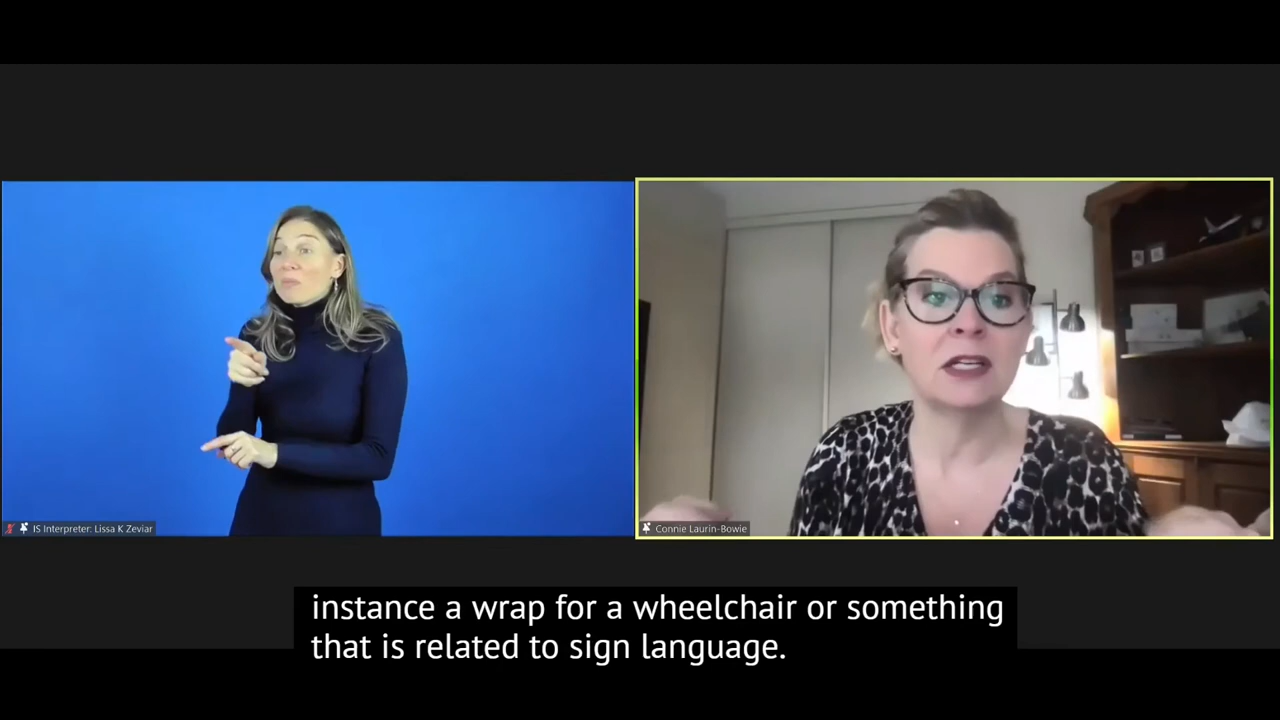 IS Interpreter: Lissa K Zeviar
Connie Laurin-Bowie
instance a wrap for a wheelchair or something
that is related to sign language.